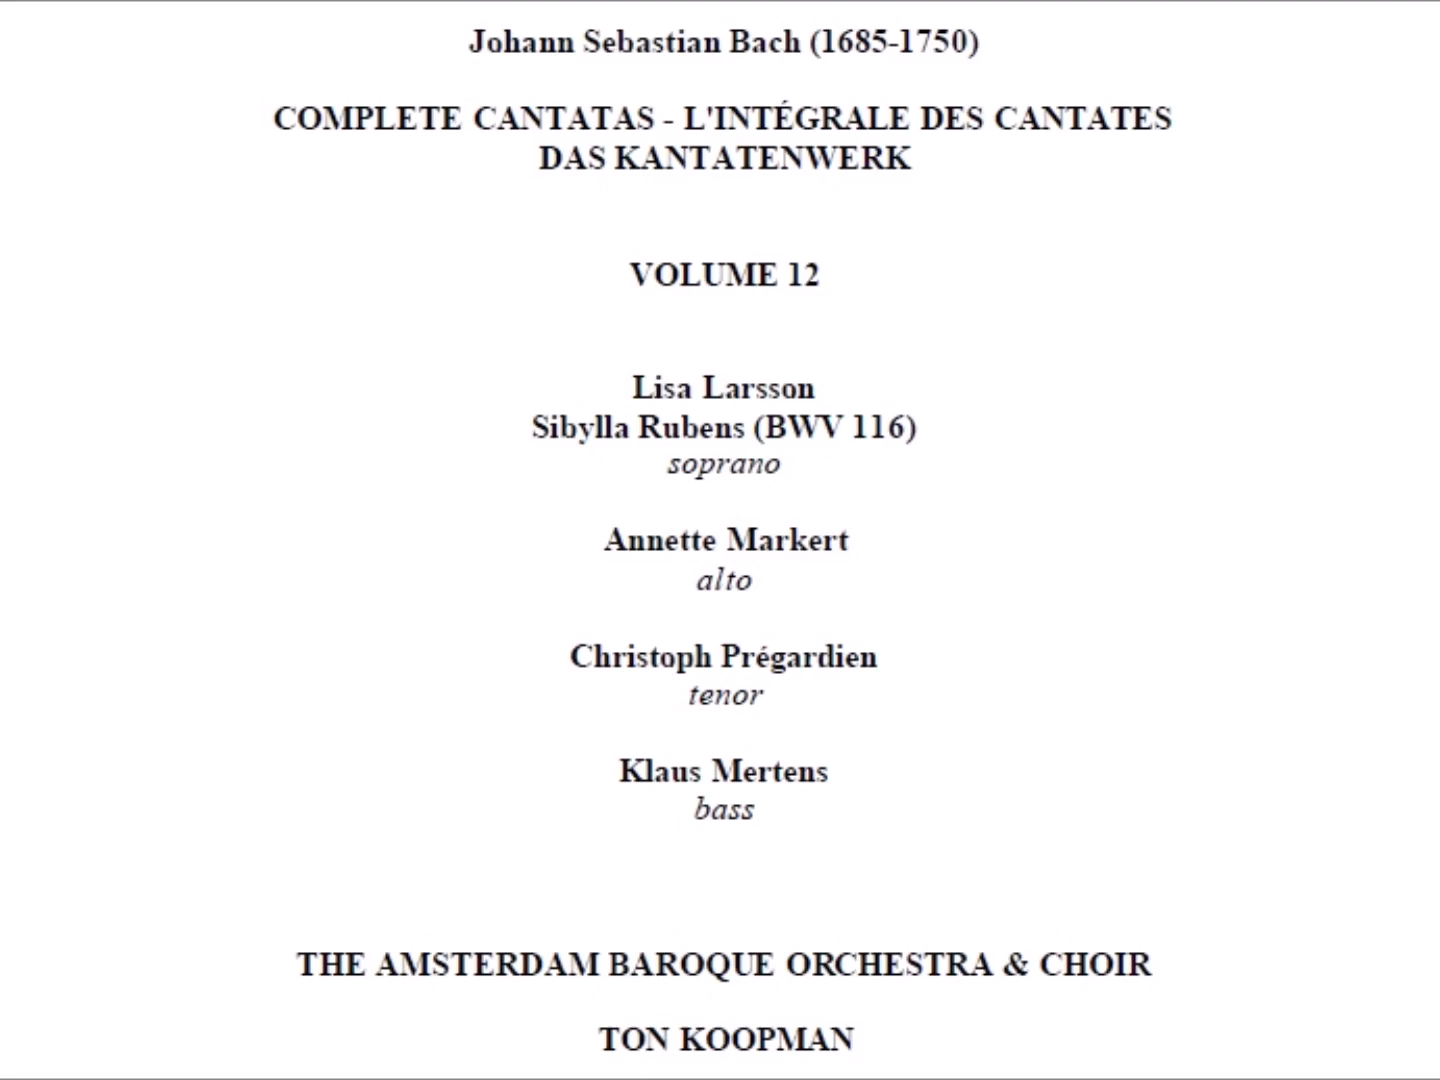 Johann Sebastian Bach (1685-1750)
COMPLETE CANTATAS - L'INTÉGRALE DES CANTATES
DAS KANTATENWERK
VOLUME 12
Lisa Larsson
Sibylla Rubens (BWV 116)
soprano
Annette Markert
alto
Christoph Prégardien
tenor
Klaus Mertens
bass
THE AMSTERDAM BAROQUE ORCHESTRA & CHOIR
TON KOOPMAN